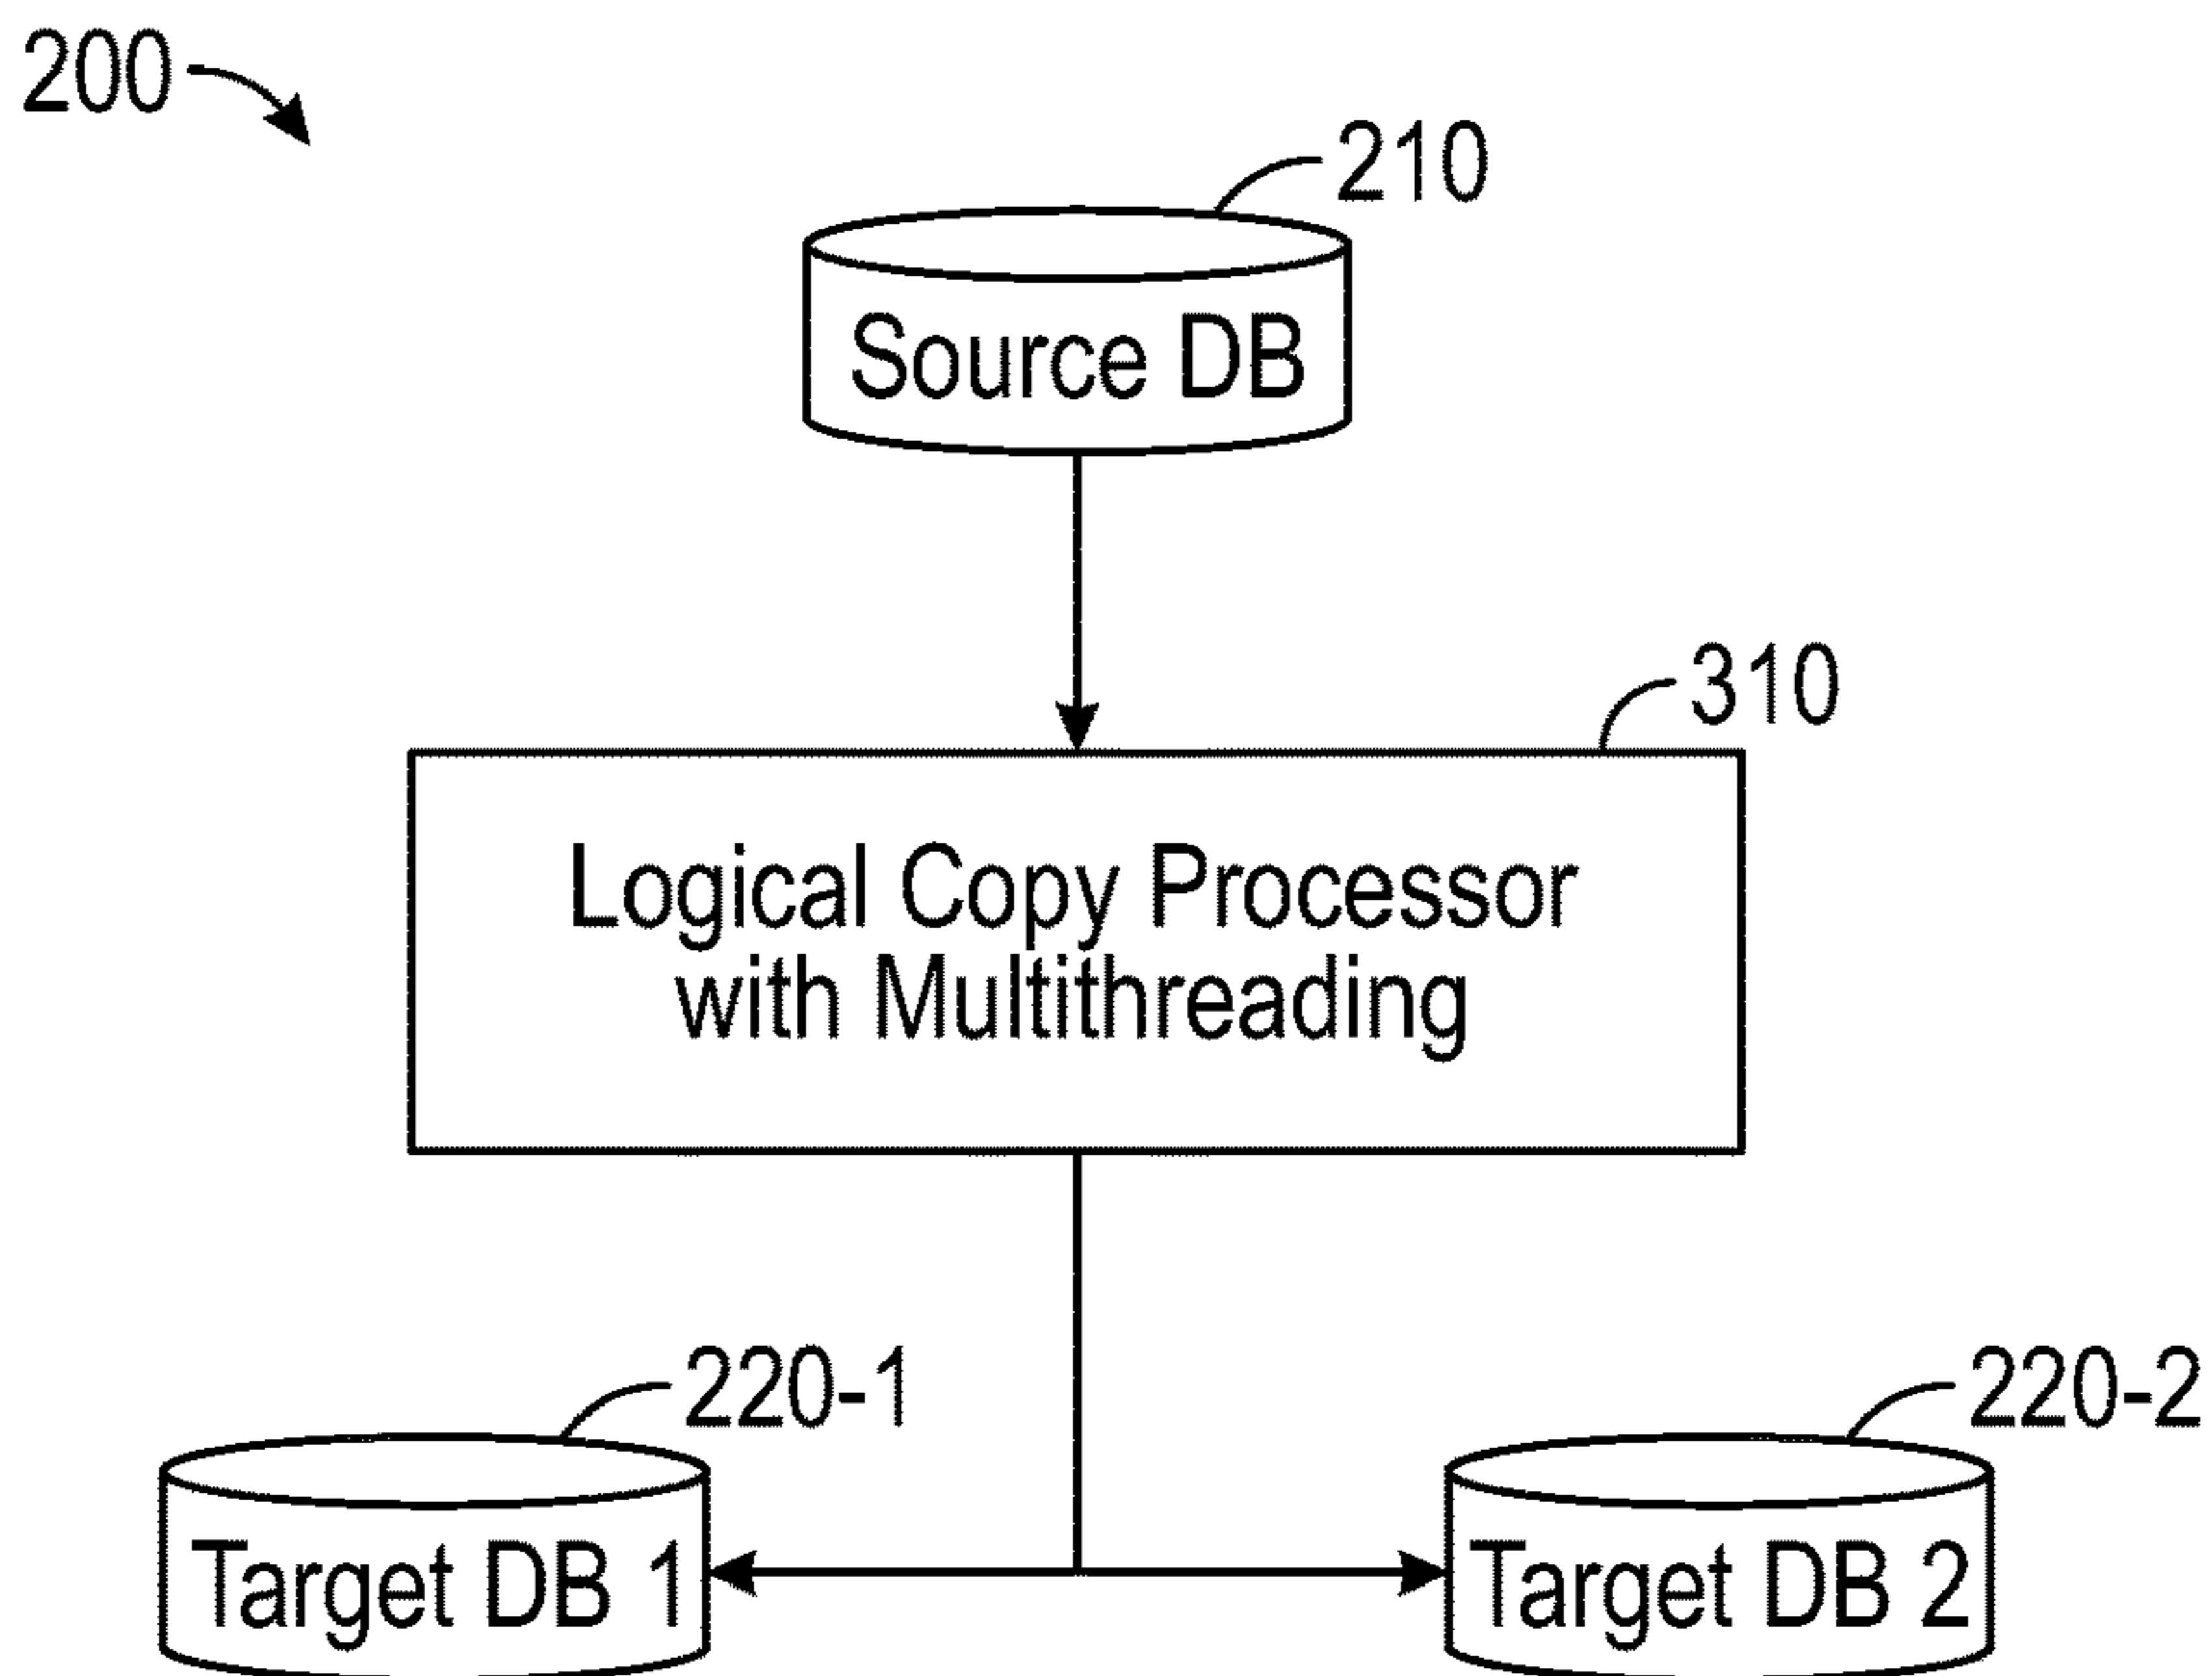 200
210
Source DB
310
Logical Copy Processor
with Multithreading
220-1
220-2
Target DB 1
Target DB 2